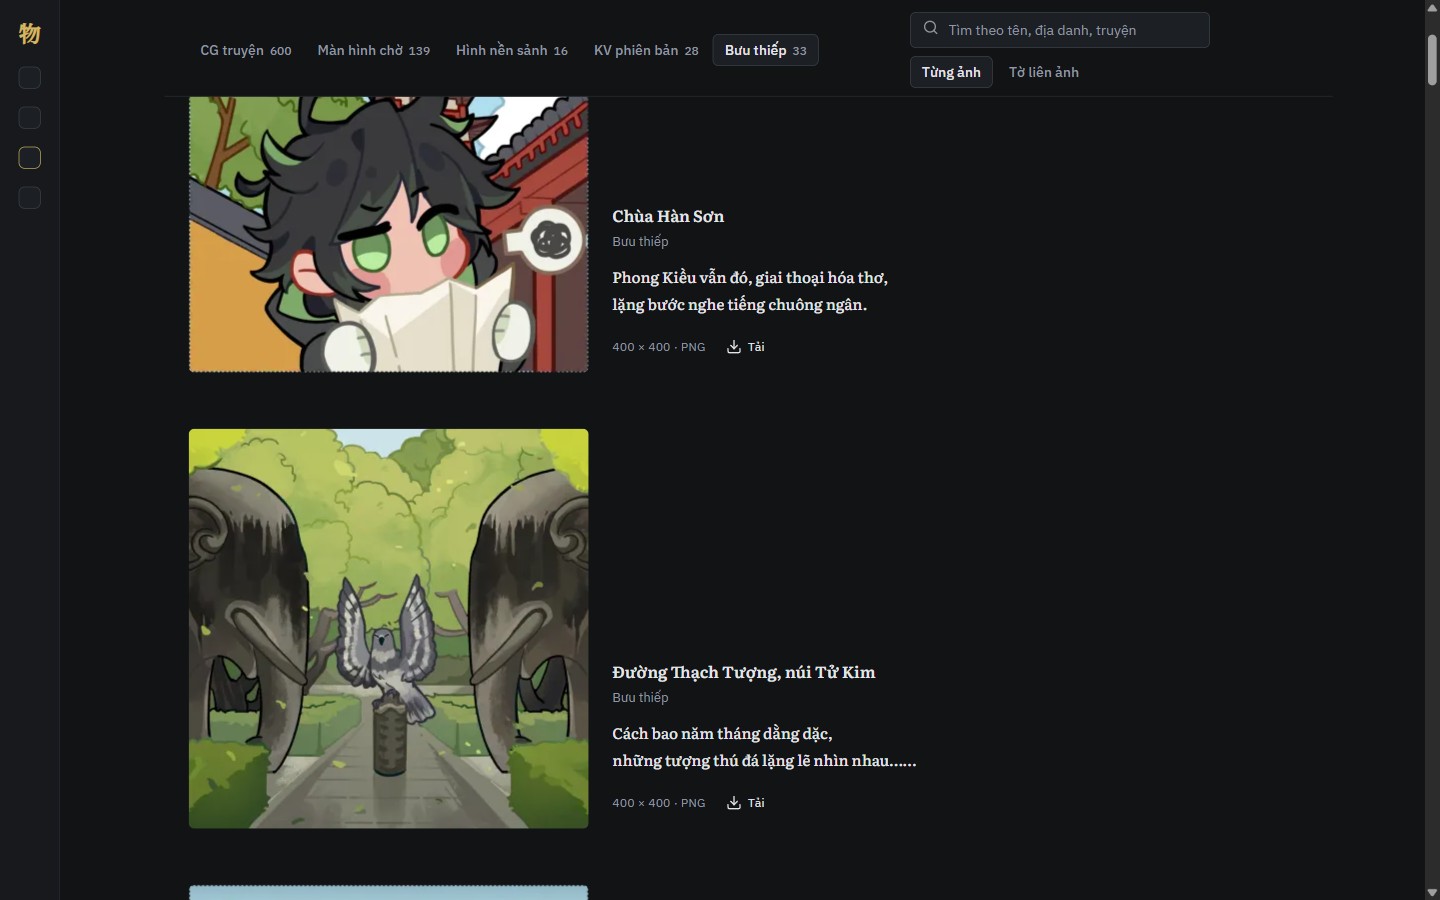 物
CG truyện 600
Màn hình chờ 139
Hình nền sảnh 16
KV phiên bản 28
Bưu thiếp 33
Tìm theo tên, địa danh, truyện
Từng ảnh
Tờ liên ảnh
Chùa Hàn Sơn
Bưu thiếp
Phong Kiều vẫn đó, giai thoại hóa thơ,
lặng bước nghe tiếng chuông ngân.
400 × 400 · PNG
Tải
Đường Thạch Tượng, núi Tử Kim
Bưu thiếp
Cách bao năm tháng dằng dặc,
những tượng thú đá lặng lẽ nhìn nhau……
400 × 400 · PNG
Tải